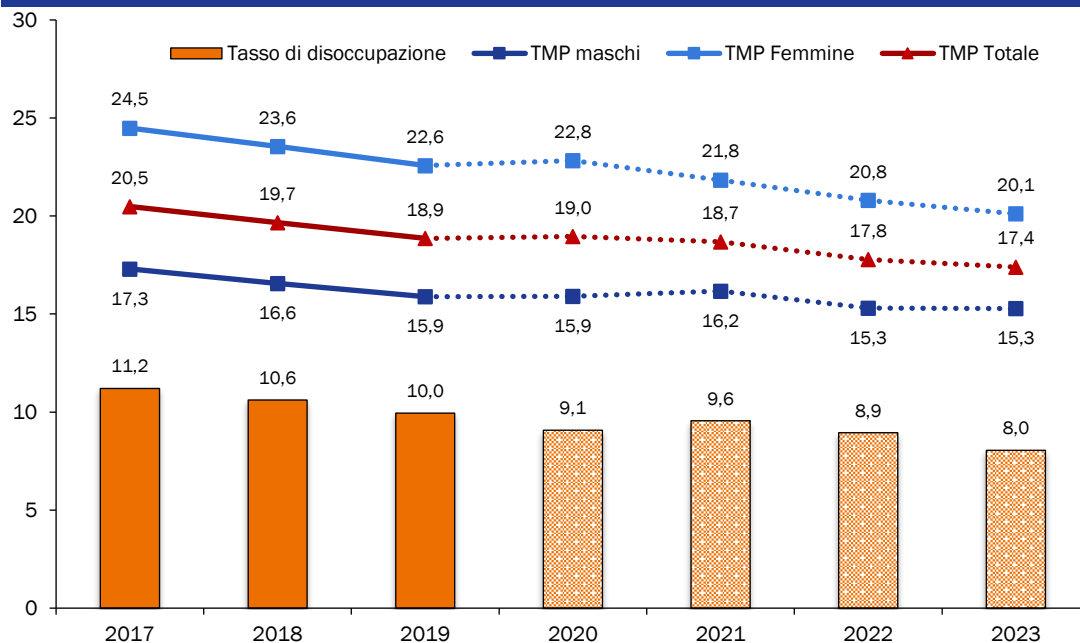 30
Tasso di disoccupazione TMP maschi TMP Femmine TMP Totale
25
24,5 23,6 22,6 22,8 21,8 20,8 20,1
20
20,5 19,7 18,9 19,0 18,7 17,8 17,4
15
17,3 16,6 15,9 15,9 16,2 15,3 15,3
10
11,2 10,6 10,0 9,1 9,6 8,9 8,0
5
0
2017 2018 2019 2020 2021 2022 2023